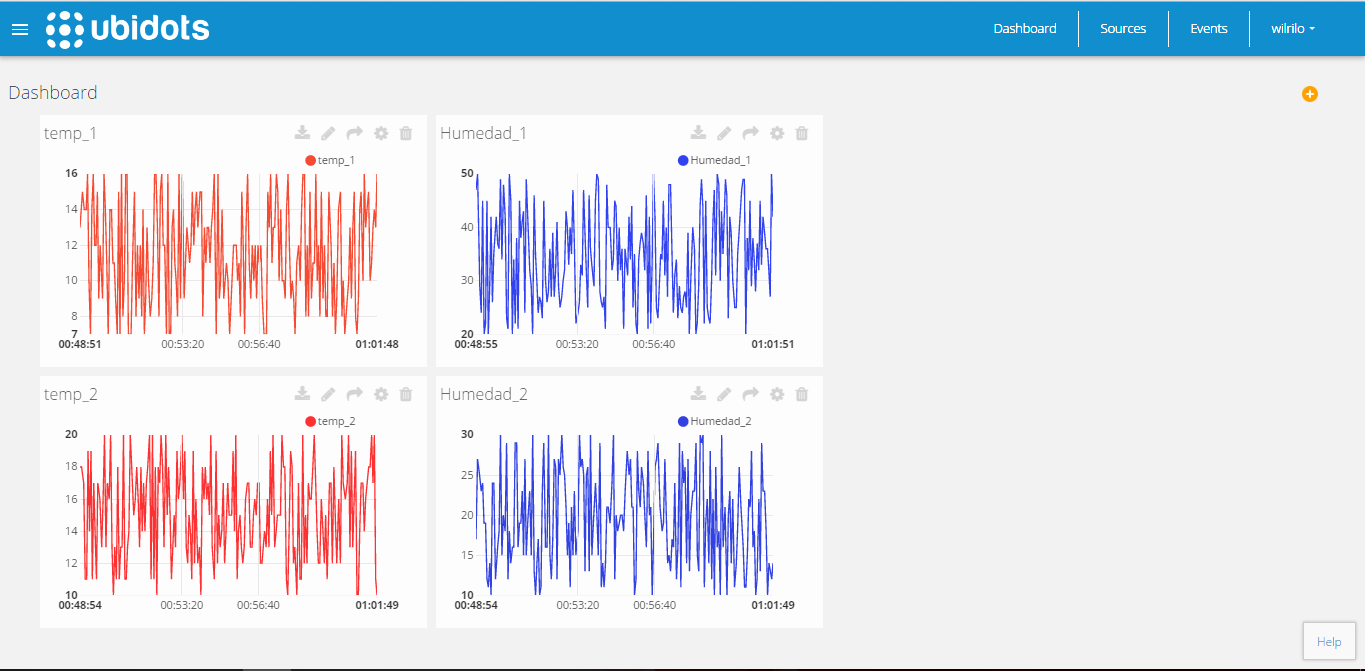 ubidots
Dashboard Sources Events wilrilo
Dashboard
temp_1
temp_1
16
14
12
10
8
7
00:48:51 00:53:20 00:56:40 01:01:48
Humedad_1
Humedad_1
50
40
30
20
00:48:55 00:53:20 00:56:40 01:01:51
temp_2
temp_2
20
18
16
14
12
10
00:48:54 00:53:20 00:56:40 01:01:49
Humedad_2
Humedad_2
30
25
20
15
10
00:48:54 00:53:20 00:56:40 01:01:49
Help